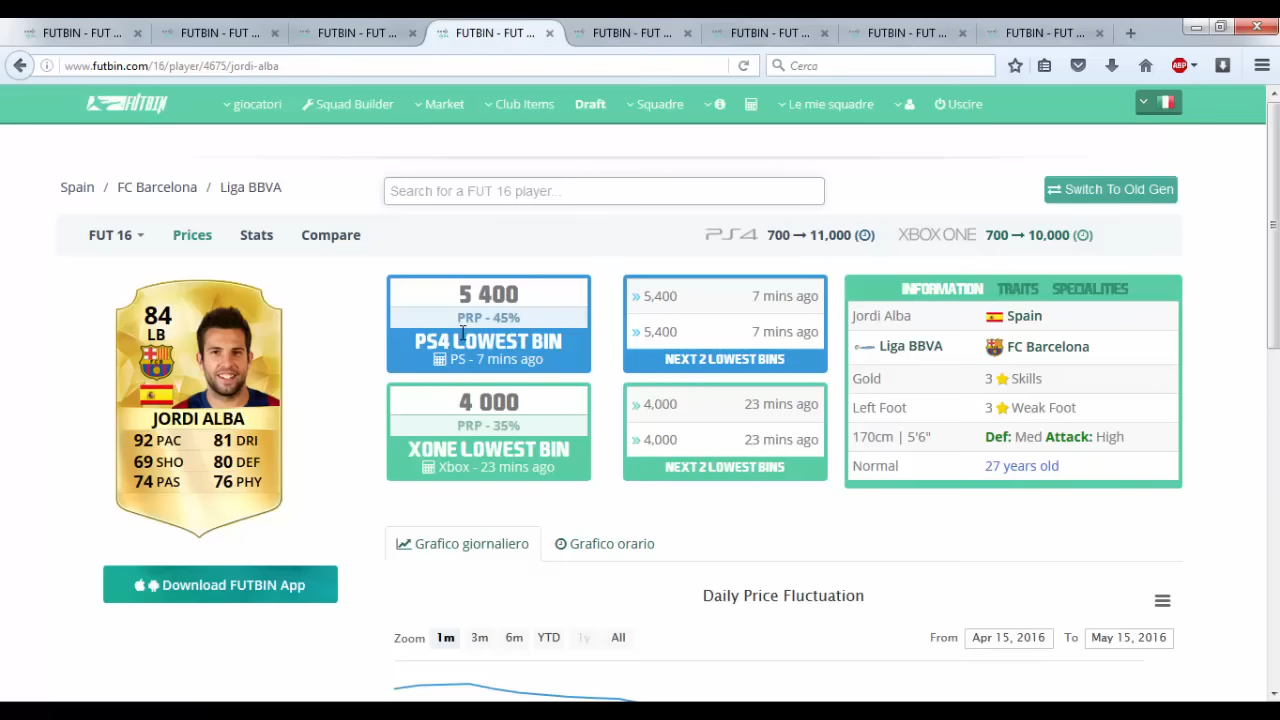 FUTBIN - FUT ... × FUTBIN - FUT ... × FUTBIN - FUT ... × FUTBIN - FUT ... × FUTBIN - FUT ... × FUTBIN - FUT ... × FUTBIN - FUT ... × FUTBIN - FUT ... × +
www.futbin.com/16/player/4675/jordi-alba
Cerca
ABP
FUTBIN
giocatori
Squad Builder
Market
Club Items
Draft
Squadre
Le mie squadre
Uscire
Spain / FC Barcelona / Liga BBVA
Search for a FUT 16 player...
Switch To Old Gen
FUT 16
Prices
Stats
Compare
PS4 700 → 11,000
XBOX ONE 700 → 10,000
84
LB
JORDI ALBA
92 PAC 81 DRI
69 SHO 80 DEF
74 PAS 76 PHY
Download FUTBIN App
5 400
PRP - 45%
PS4 LOWEST BIN
PS - 7 mins ago
» 5,400 7 mins ago
» 5,400 7 mins ago
NEXT 2 LOWEST BINS
4 000
PRP - 35%
XONE LOWEST BIN
Xbox - 23 mins ago
» 4,000 23 mins ago
» 4,000 23 mins ago
NEXT 2 LOWEST BINS
INFORMATION TRAITS SPECIALITIES
Jordi Alba Spain
Liga BBVA FC Barcelona
Gold 3 Skills
Left Foot 3 Weak Foot
170cm | 5'6" Def: Med Attack: High
Normal 27 years old
Grafico giornaliero
Grafico orario
Daily Price Fluctuation
Zoom 1m 3m 6m YTD 1y All
From Apr 15, 2016 To May 15, 2016